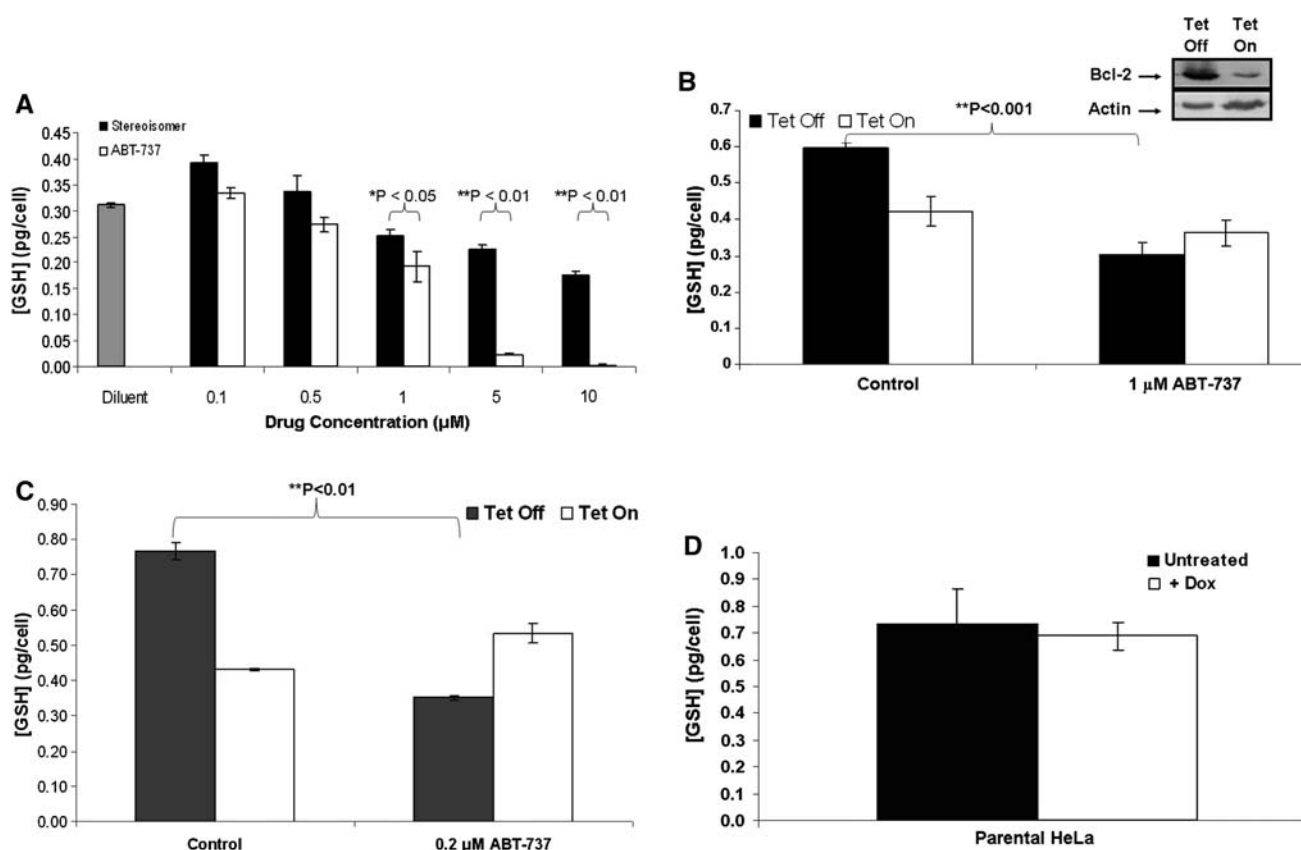 A
Stereoisomer
ABT-737
[GSH] (pg/cell)
0.45
0.40
0.35
0.30
0.25
0.20
0.15
0.10
0.05
0.00
*P < 0.05
**P < 0.01
**P < 0.01
Diluent 0.1 0.5 1 5 10
Drug Concentration (µM)
B
Tet Off
Tet On
Bcl-2
Actin
Tet Off Tet On
**P<0.001
[GSH] (pg/cell)
0.7
0.6
0.5
0.4
0.3
0.2
0.1
0
Control 1 µM ABT-737
C
**P<0.01
Tet Off Tet On
[GSH] (pg/cell)
0.90
0.80
0.70
0.60
0.50
0.40
0.30
0.20
0.10
0.00
Control 0.2 µM ABT-737
D
Untreated
+ Dox
[GSH] (pg/cell)
1.0
0.9
0.8
0.7
0.6
0.5
0.4
0.3
0.2
0.1
0.0
Parental HeLa